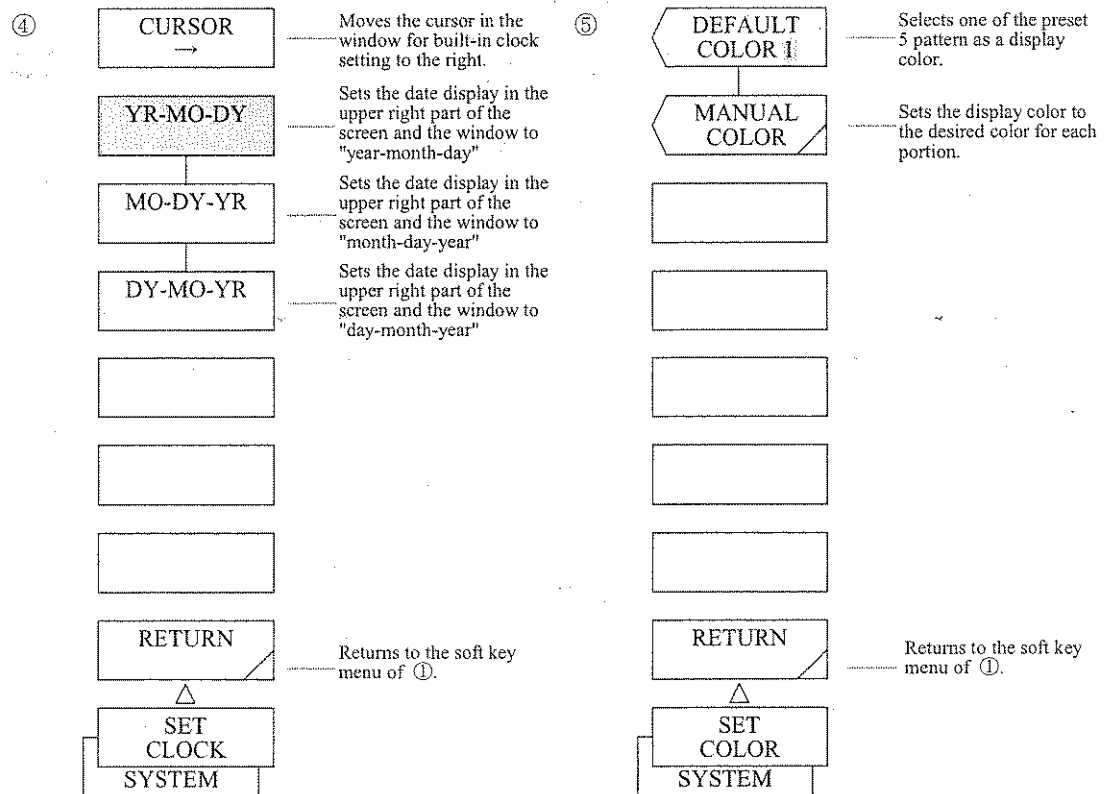 ④
CURSOR
→
Moves the cursor in the
window for built-in clock
setting to the right.
YR-MO-DY
Sets the date display in the
upper right part of the
screen and the window to
"year-month-day"
MO-DY-YR
Sets the date display in the
upper right part of the
screen and the window to
"month-day-year"
DY-MO-YR
Sets the date display in the
upper right part of the
screen and the window to
"day-month-year"
RETURN
Returns to the soft key
menu of ①.
△
SET
CLOCK
SYSTEM
⑤
DEFAULT
COLOR 1
Selects one of the preset
5 pattern as a display
color.
MANUAL
COLOR
Sets the display color to
the desired color for each
portion.
RETURN
Returns to the soft key
menu of ①.
△
SET
COLOR
SYSTEM